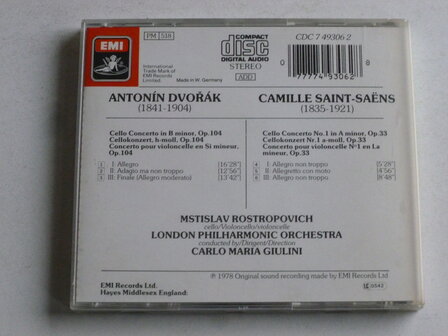 EMI
PM 518
International
Trade Mark of
EMI Records
Limited
Made in W. Germany
COMPACT
disc
DIGITAL AUDIO
STEREO
ADD
CDC 7 49306 2
0 77774 93062 8
ANTONÍN DVOŘÁK
(1841-1904)
Cello Concerto in B minor, Op.104
Cellokonzert, h-moll, Op.104
Concerto pour violoncelle en Si mineur,
Op.104
1 I: Allegro [16'28"]
2 II: Adagio ma non troppo [12'56"]
3 III: Finale (Allegro moderato) [13'42"]
CAMILLE SAINT-SAËNS
(1835-1921)
Cello Concerto No.1 in A minor, Op.33
Cellokonzert Nr.1 a-moll, Op.33
Concerto pour violoncelle Nº1 en La
mineur, Op.33
4 I: Allegro non troppo [5'28"]
5 II: Allegretto con moto [4'56"]
6 III: Allegro non troppo [8'48"]
MSTISLAV ROSTROPOVICH
cello/Violoncello/violoncelle
LONDON PHILHARMONIC ORCHESTRA
conducted by/Dirigent/Direction
CARLO MARIA GIULINI
℗ 1978 Original sound recording made by EMI Records Ltd.
EMI Records Ltd.
Hayes Middlesex England: